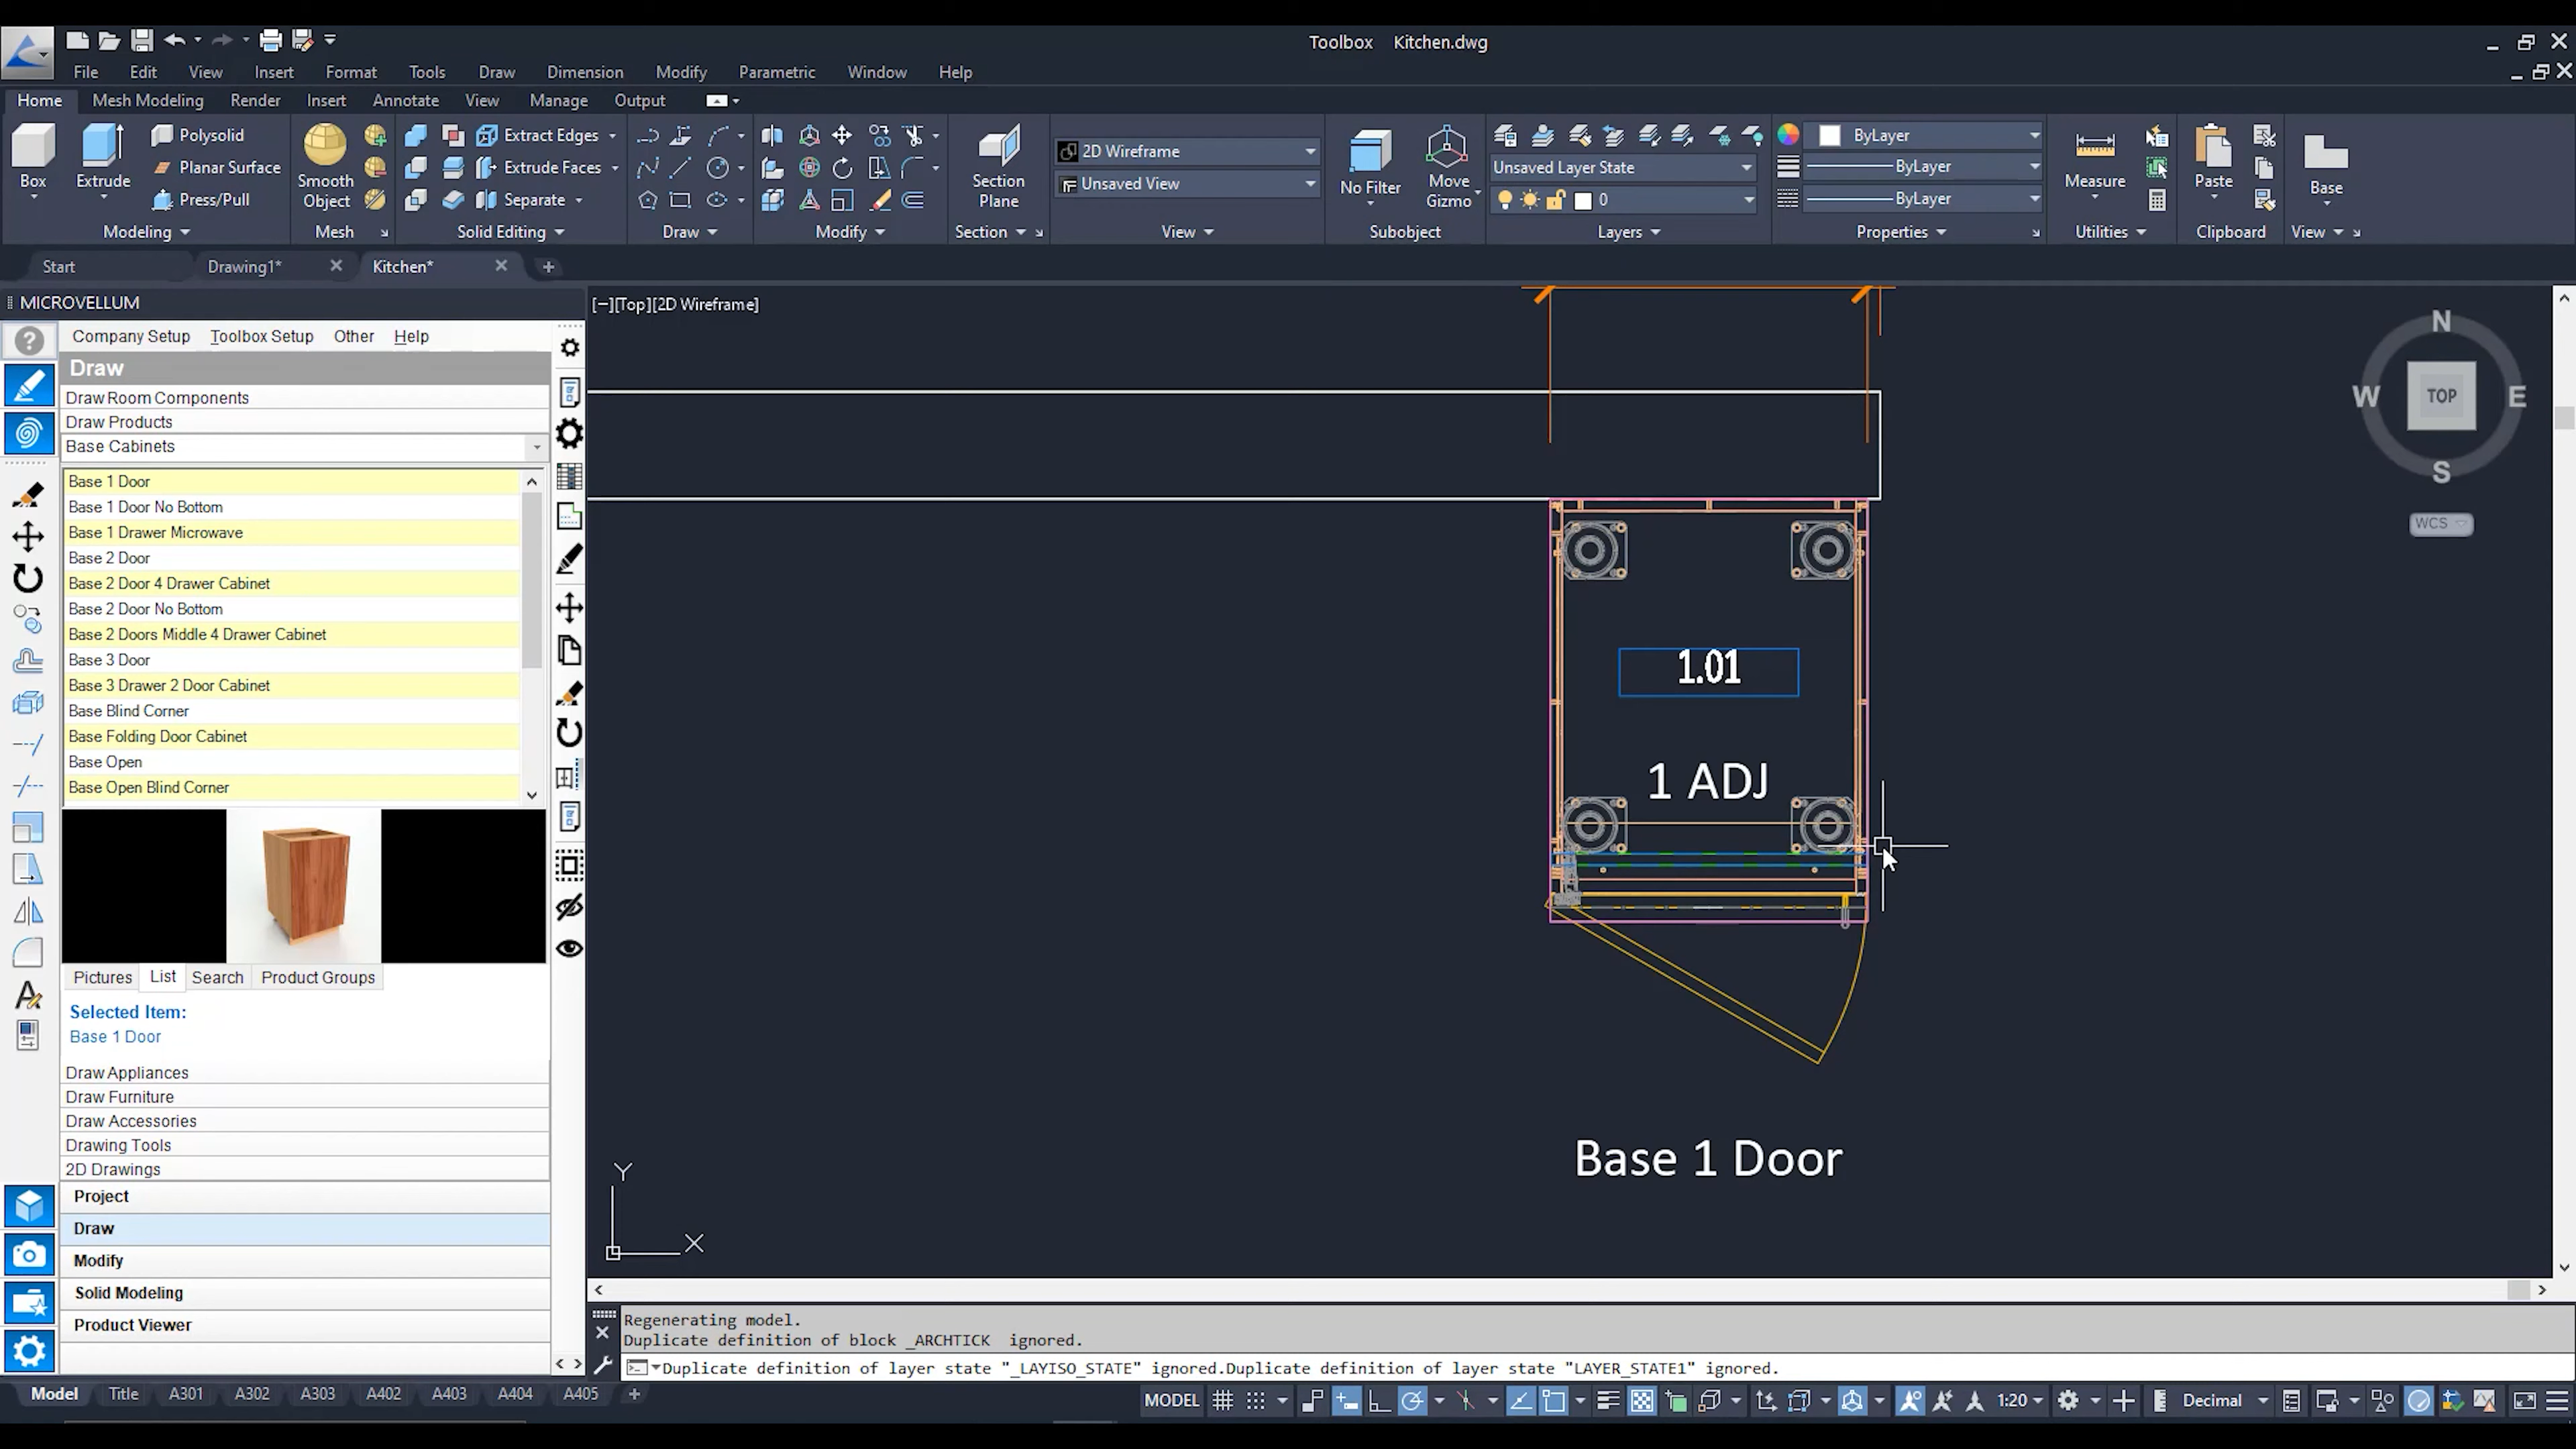 Toolbox Kitchen.dwg
File Edit View Insert Format Tools Draw Dimension Modify Parametric Window Help
Home Mesh Modeling Render Insert Annotate View Manage Output
Box
Extrude
Polysolid
Planar Surface
Press/Pull
Modeling
Smooth
Object
Mesh
Extract Edges
Extrude Faces
Separate
Solid Editing
Draw
Modify
Section
Plane
Section
2D Wireframe
Unsaved View
View
No Filter
Move
Gizmo
Subobject
Unsaved Layer State
0
Layers
ByLayer
ByLayer
ByLayer
Properties
Measure
Utilities
Paste
Clipboard
Base
View
Start Drawing1* Kitchen*
MICROVELLUM
Company Setup Toolbox Setup Other Help
Draw
Draw Room Components
Draw Products
Base Cabinets
Base 1 Door
Base 1 Door No Bottom
Base 1 Drawer Microwave
Base 2 Door
Base 2 Door 4 Drawer Cabinet
Base 2 Door No Bottom
Base 2 Doors Middle 4 Drawer Cabinet
Base 3 Door
Base 3 Drawer 2 Door Cabinet
Base Blind Corner
Base Folding Door Cabinet
Base Open
Base Open Blind Corner
Pictures List Search Product Groups
Selected Item:
Base 1 Door
Draw Appliances
Draw Furniture
Draw Accessories
Drawing Tools
2D Drawings
Project
Draw
Modify
Solid Modeling
Product Viewer
[−][Top][2D Wireframe]
N
W TOP E
S
WCS
1.01
1 ADJ
Base 1 Door
Y
X
Regenerating model.
Duplicate definition of block _ARCHTICK ignored.
Duplicate definition of layer state "_LAYISO_STATE" ignored.Duplicate definition of layer state "LAYER_STATE1" ignored.
Model Title A301 A302 A303 A402 A403 A404 A405
MODEL 1:20 Decimal